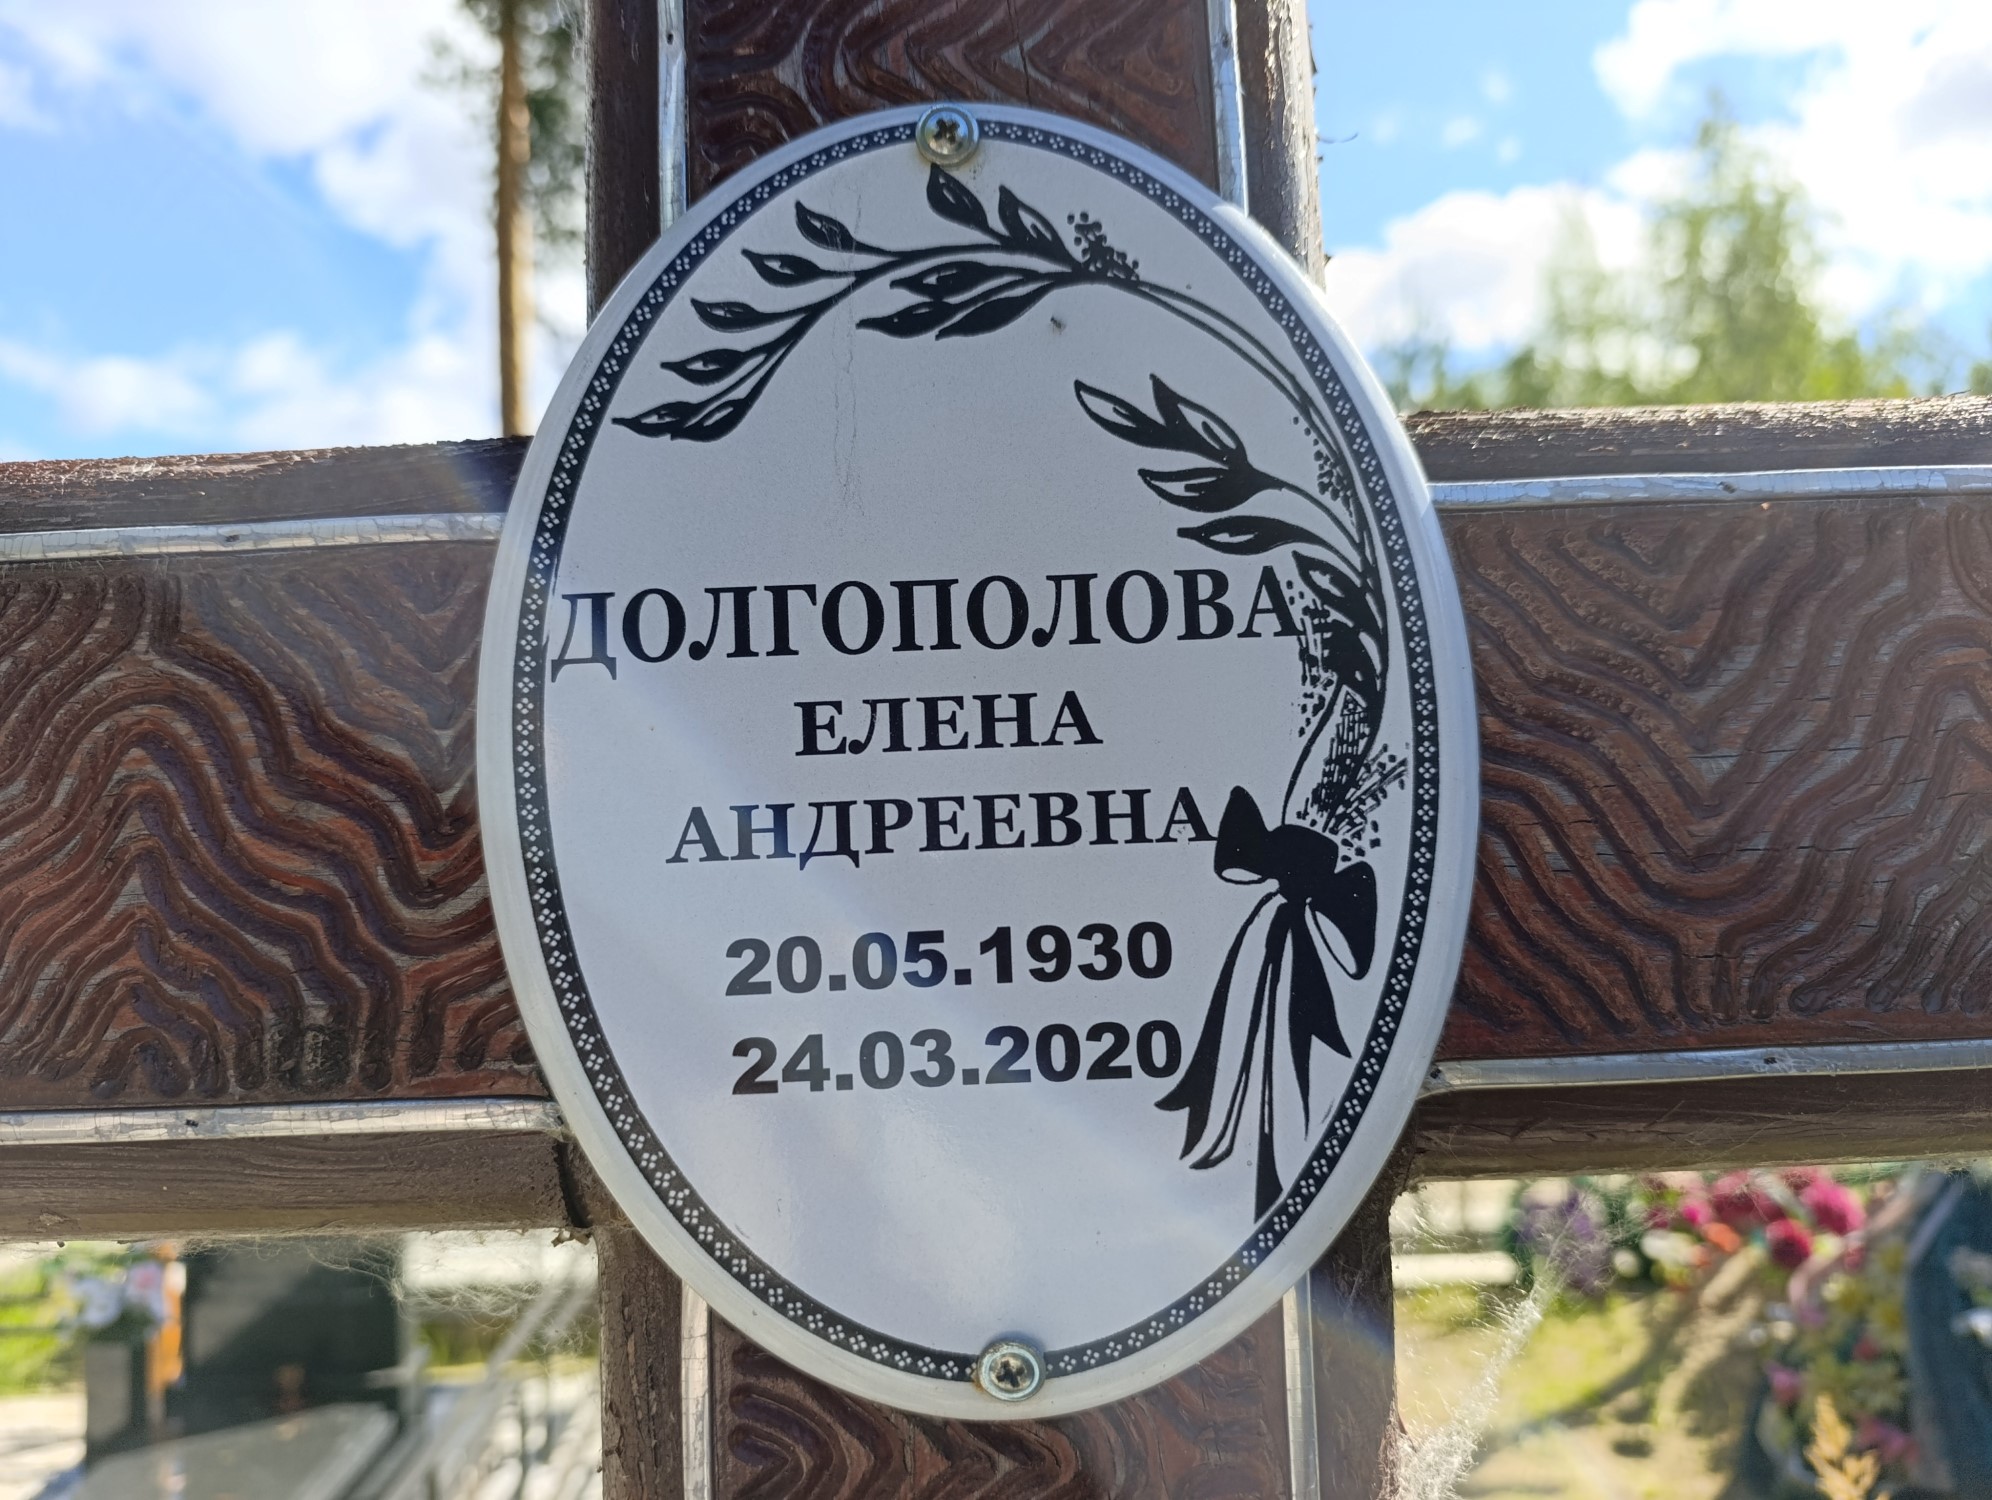 ДОЛГОПОЛОВА
ЕЛЕНА
АНДРЕЕВНА
20.05.1930
24.03.2020